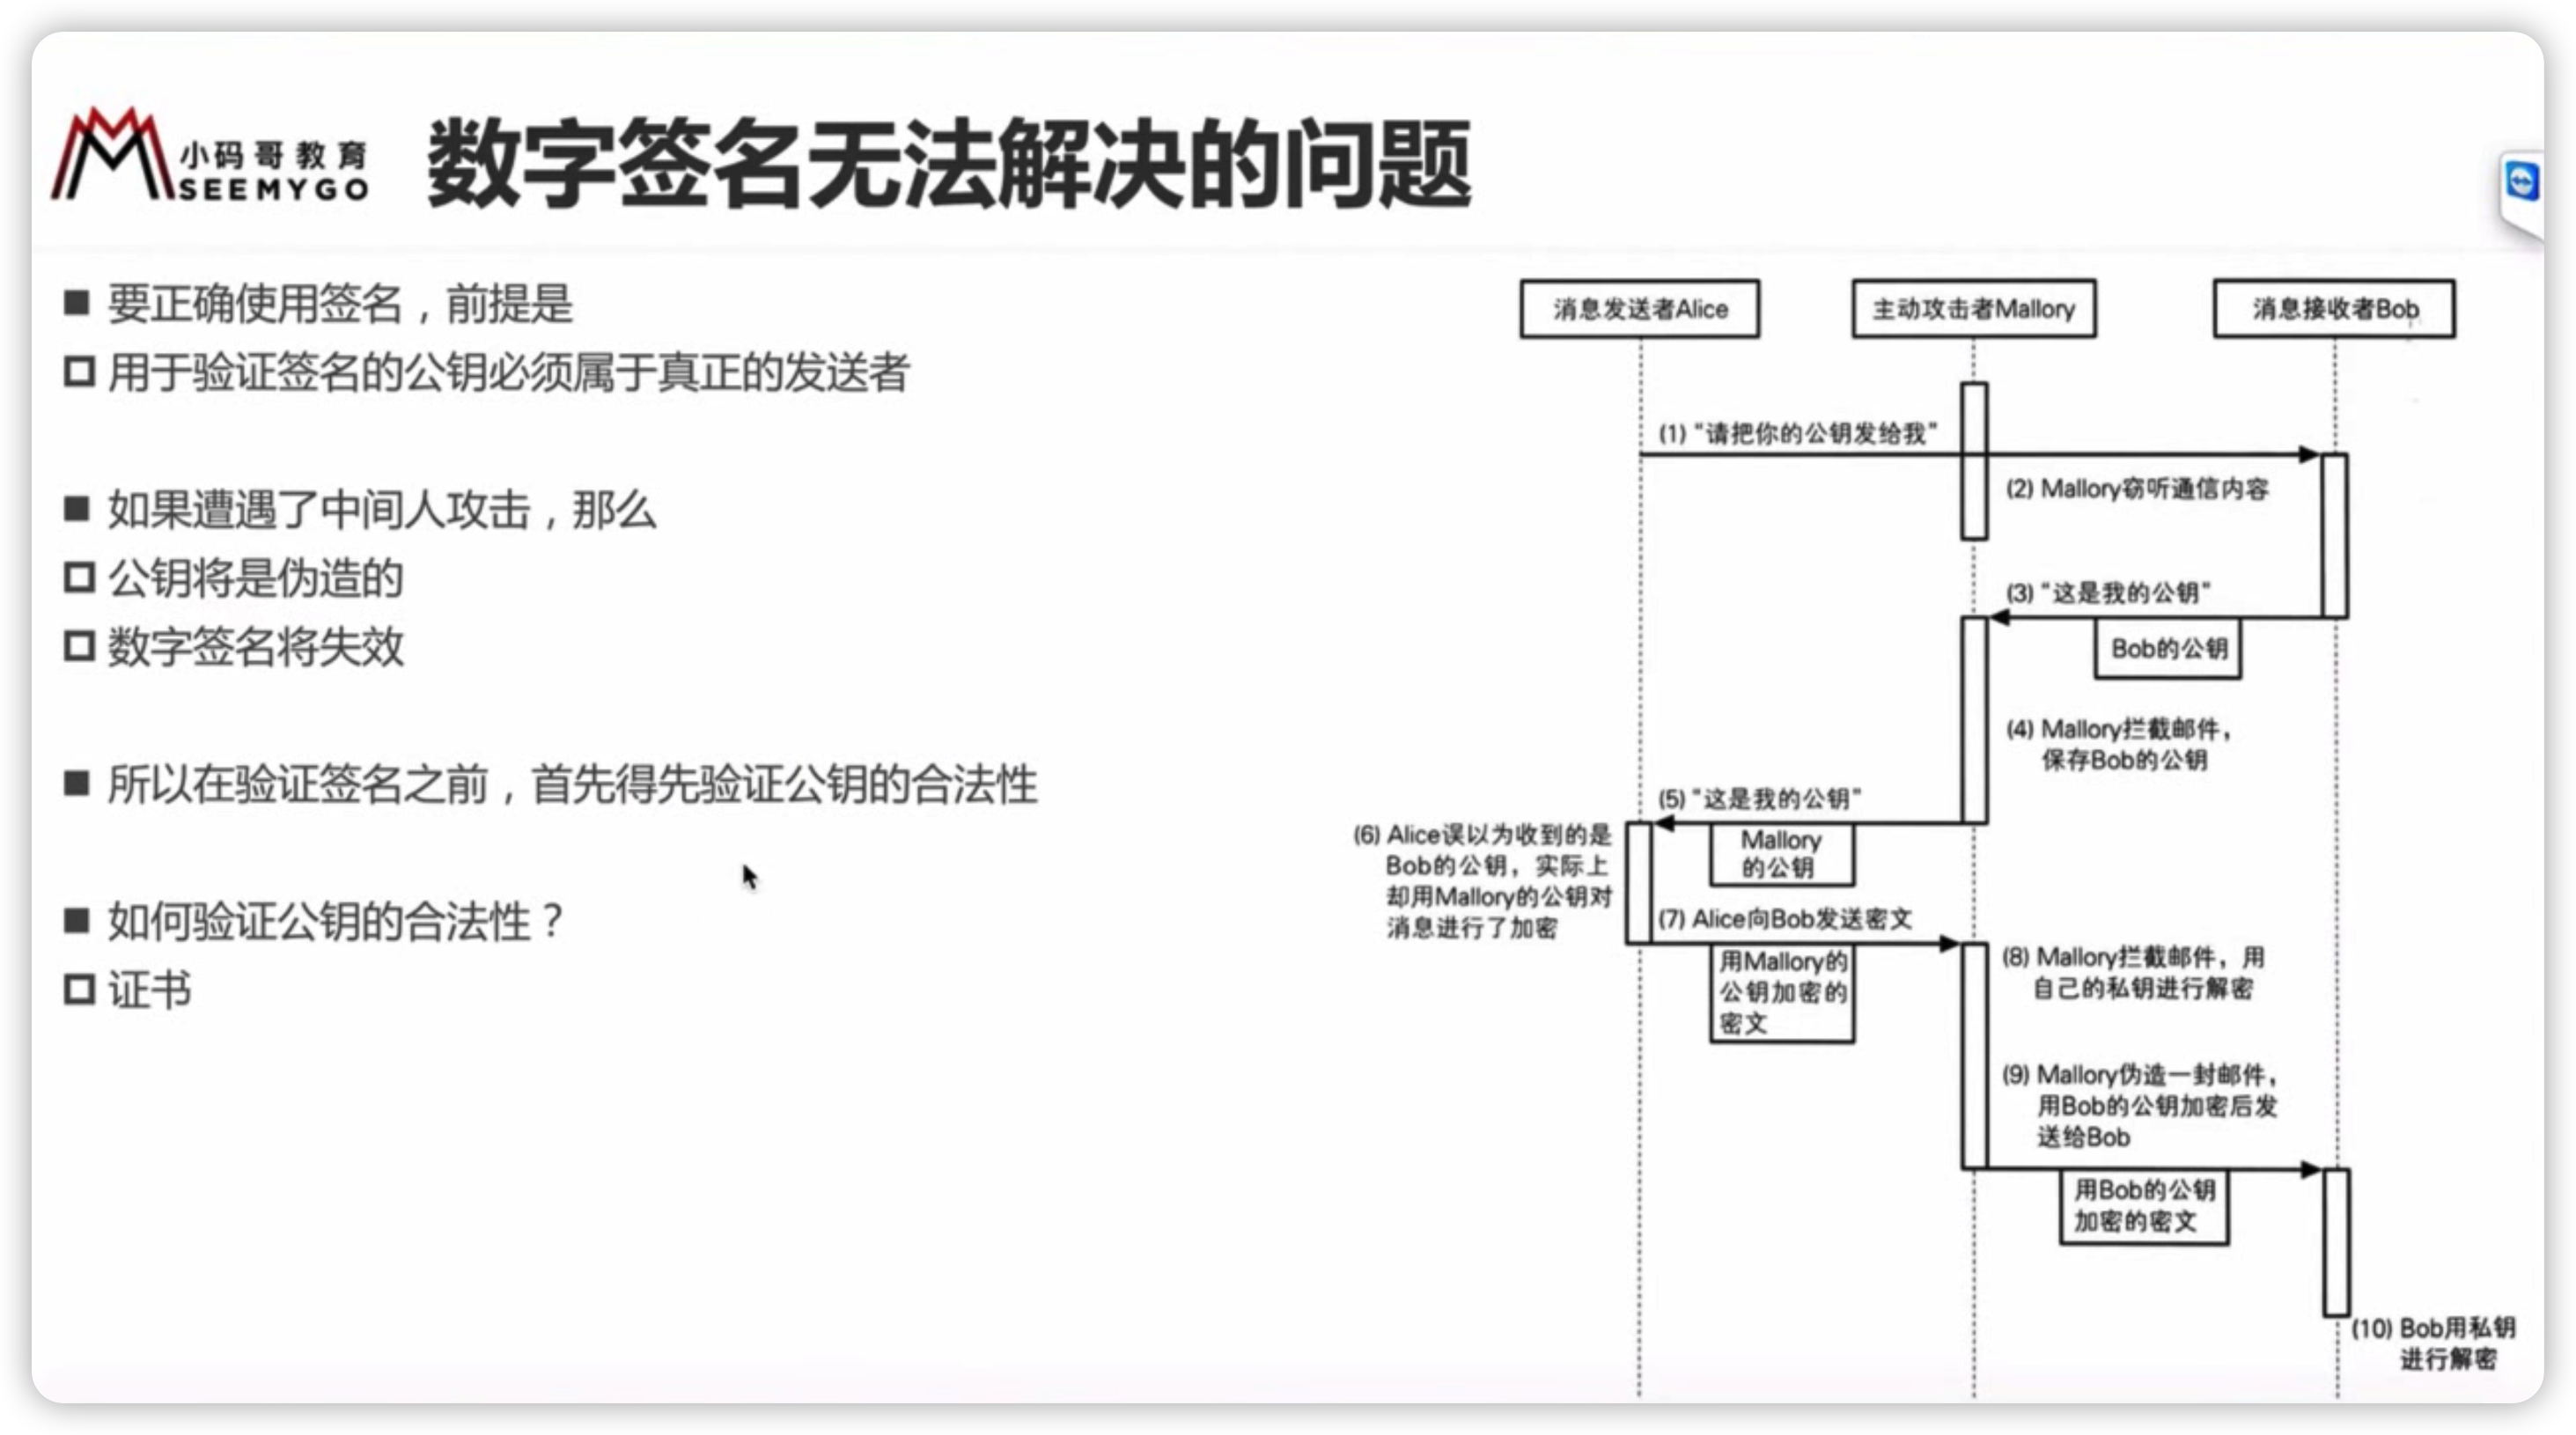 小码哥教育
SEEMYGO
数字签名无法解决的问题
要正确使用签名，前提是
用于验证签名的公钥必须属于真正的发送者
如果遭遇了中间人攻击，那么
公钥将是伪造的
数字签名将失效
所以在验证签名之前，首先得先验证公钥的合法性
如何验证公钥的合法性？
证书
消息发送者Alice
主动攻击者Mallory
消息接收者Bob
(1) “请把你的公钥发给我”
(2) Mallory窃听通信内容
(3) “这是我的公钥”
Bob的公钥
(4) Mallory拦截邮件，
保存Bob的公钥
(5) “这是我的公钥”
Mallory
的公钥
(6) Alice误以为收到的是
Bob的公钥，实际上
却用Mallory的公钥对
消息进行了加密
(7) Alice向Bob发送密文
用Mallory的
公钥加密的
密文
(8) Mallory拦截邮件，用
自己的私钥进行解密
(9) Mallory伪造一封邮件，
用Bob的公钥加密后发
送给Bob
用Bob的公钥
加密的密文
(10) Bob用私钥
进行解密